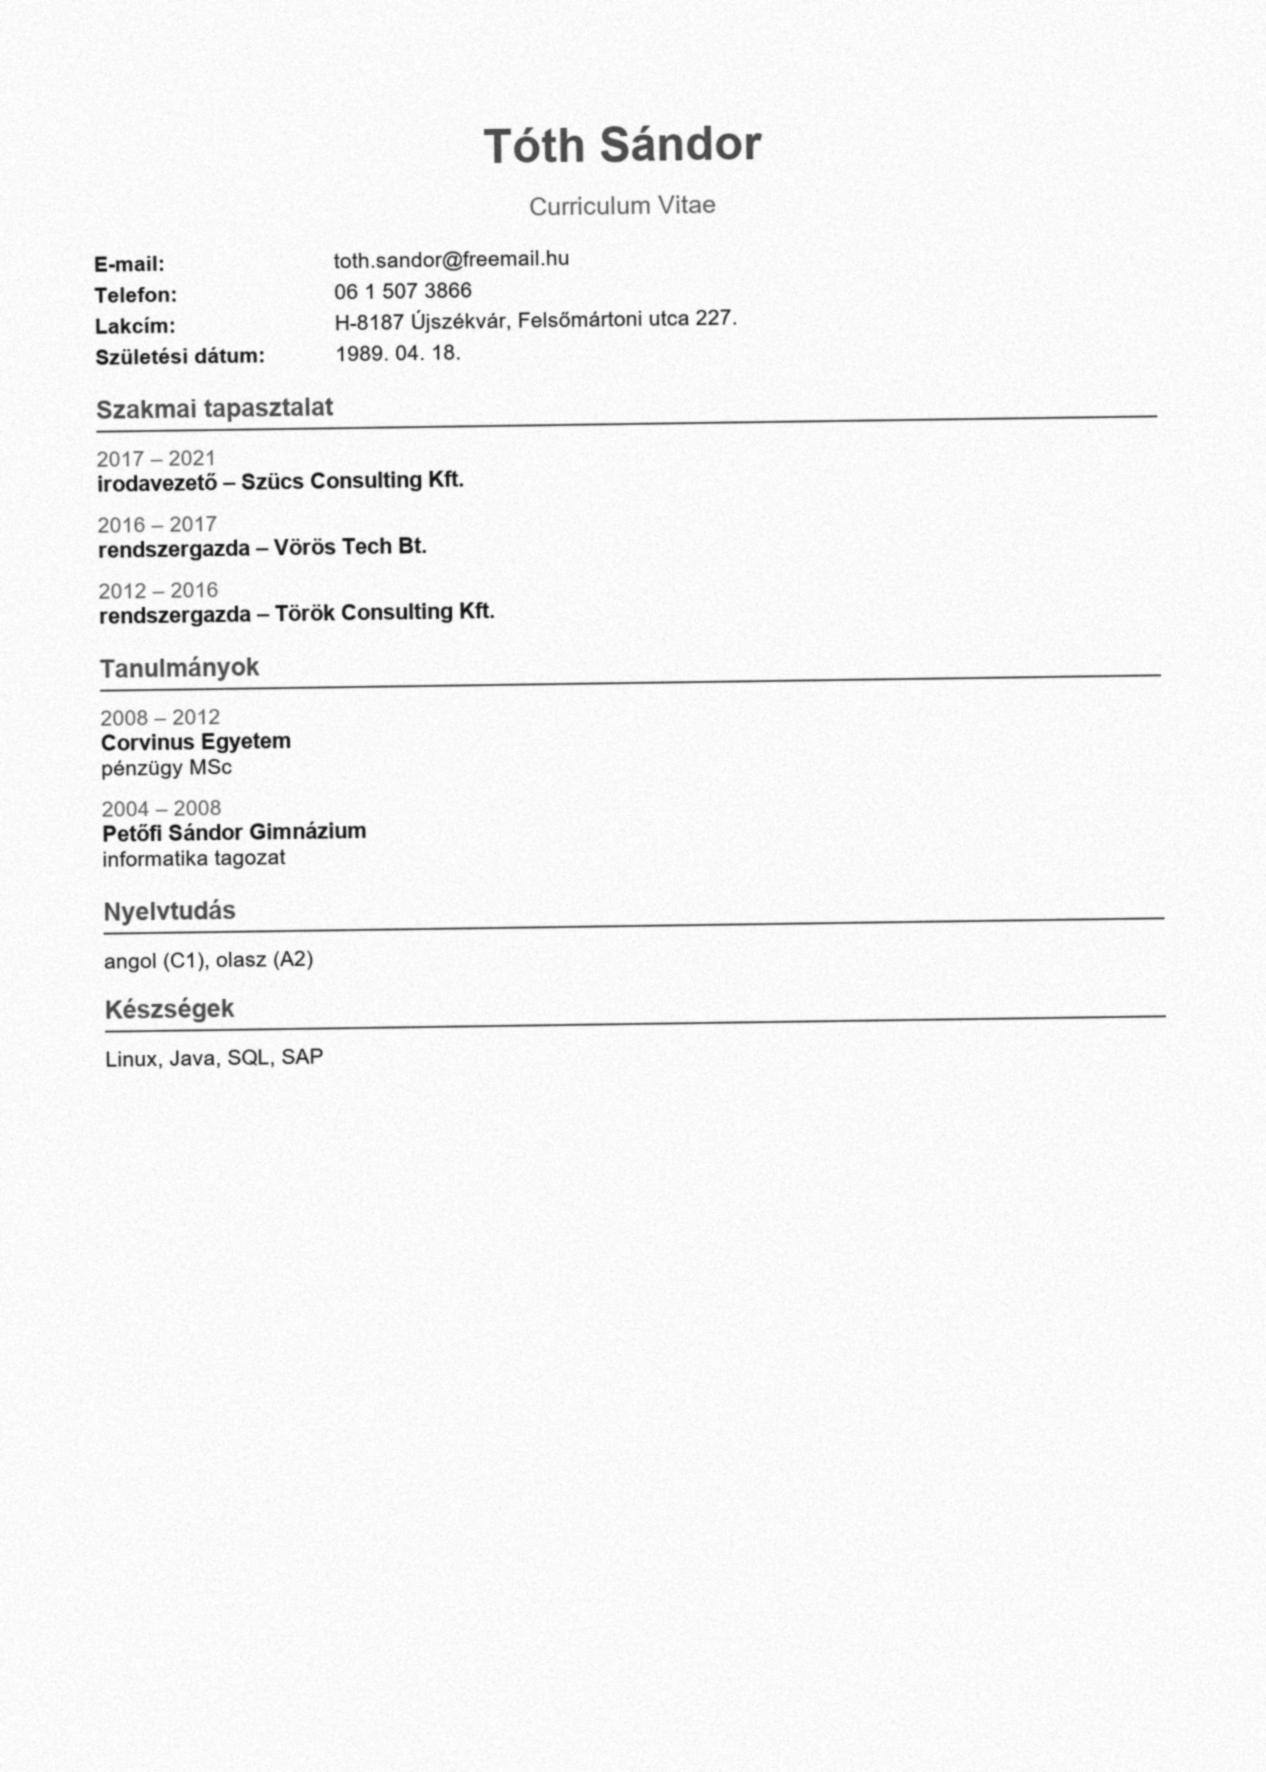 Tóth Sándor
Curriculum Vitae
E-mail: toth.sandor@freemail.hu
Telefon: 06 1 507 3866
Lakcím: H-8187 Újszékvár, Felsőmártoni utca 227.
Születési dátum: 1989. 04. 18.
Szakmai tapasztalat
2017 – 2021
irodavezető – Szücs Consulting Kft.
2016 – 2017
rendszergazda – Vörös Tech Bt.
2012 – 2016
rendszergazda – Török Consulting Kft.
Tanulmányok
2008 – 2012
Corvinus Egyetem
pénzügy MSc
2004 – 2008
Petőfi Sándor Gimnázium
informatika tagozat
Nyelvtudás
angol (C1), olasz (A2)
Készségek
Linux, Java, SQL, SAP